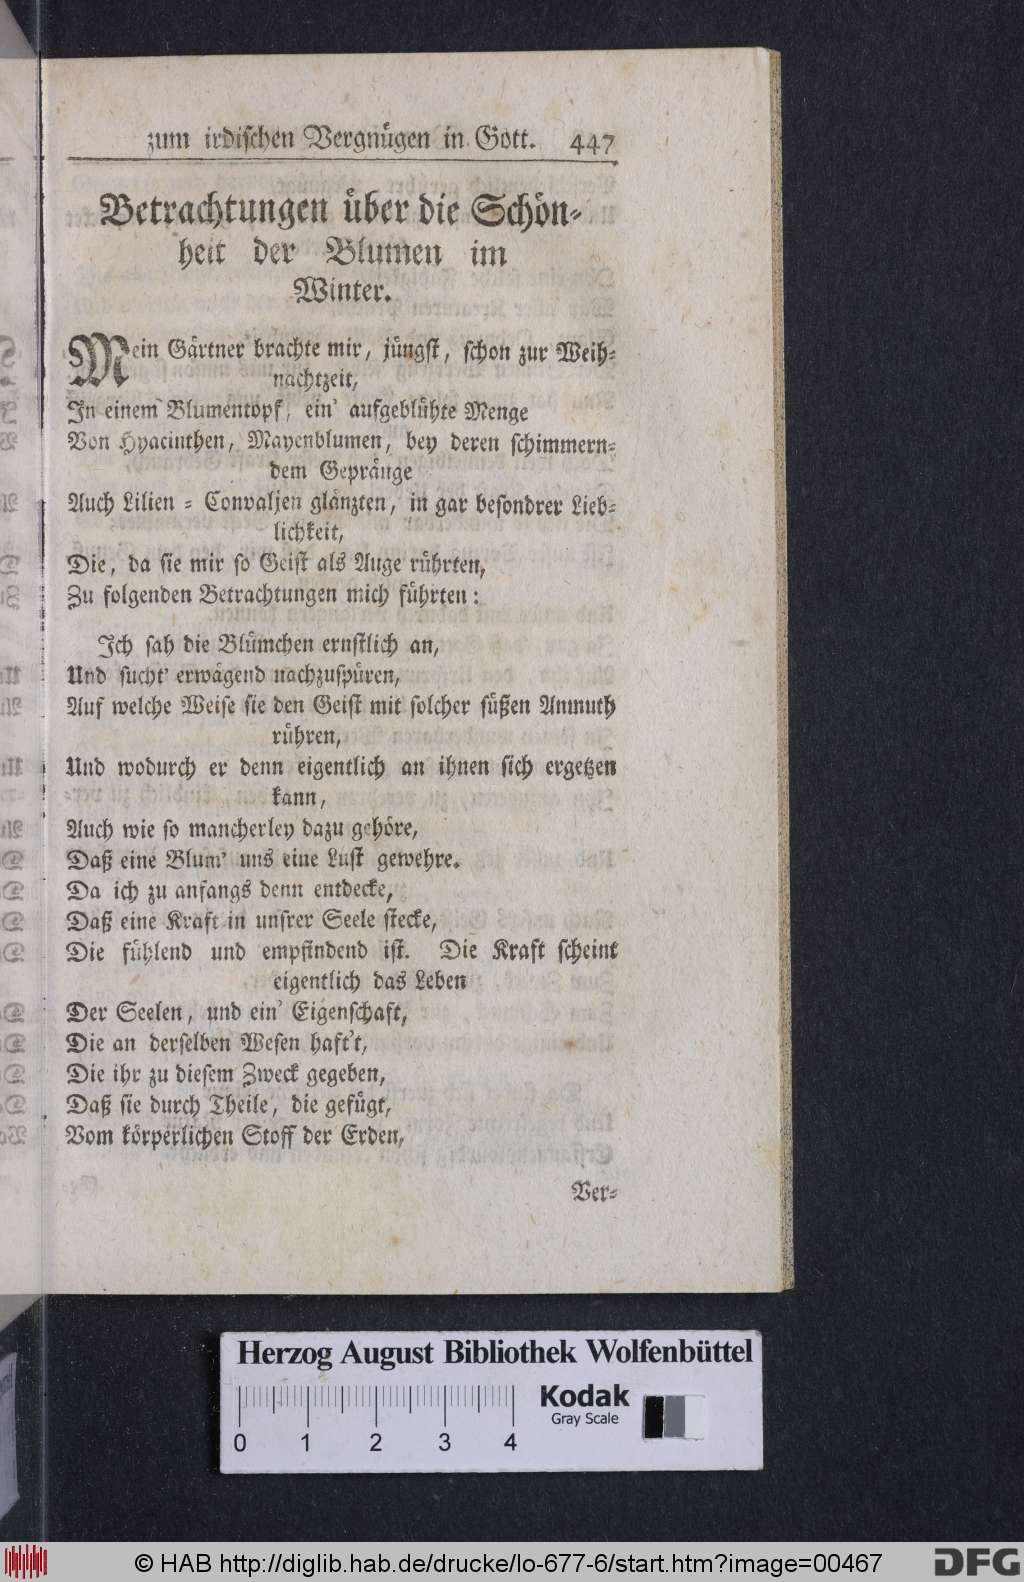 zum irdischen Vergnügen in Gott. 447
Betrachtungen über die Schön-
heit der Blumen im
Winter.
Mein Gärtner brachte mir, jüngst, schon zur Weih-
nachtzeit,
In einem Blumentopf, ein' aufgeblühte Menge
Von Hyacinthen, Mayenblumen, bey deren schimmern-
dem Gepränge
Auch Lilien-Convaljen glänzten, in gar besondrer Lieb-
lichkeit,
Die, da sie mir so Geist als Auge rührten,
Zu folgenden Betrachtungen mich führten:
Ich sah die Blümchen ernstlich an,
Und sucht' erwägend nachzuspüren,
Auf welche Weise sie den Geist mit solcher süßen Anmuth
rühren,
Und wodurch er denn eigentlich an ihnen sich ergetzen
kann,
Auch wie so mancherley dazu gehöre,
Daß eine Blum' uns eine Lust gewehre.
Da ich zu anfangs denn entdecke,
Daß eine Kraft in unsrer Seele stecke,
Die fühlend und empfindend ist. Die Kraft scheint
eigentlich das Leben
Der Seelen, und ein' Eigenschaft,
Die an derselben Wesen haft't,
Die ihr zu diesem Zweck gegeben,
Daß sie durch Theile, die gefügt,
Vom körperlichen Stoff der Erden,
Ver-
Herzog August Bibliothek Wolfenbüttel
Kodak
Gray Scale
0 1 2 3 4
© HAB http://diglib.hab.de/drucke/lo-677-6/start.htm?image=00467
DFG